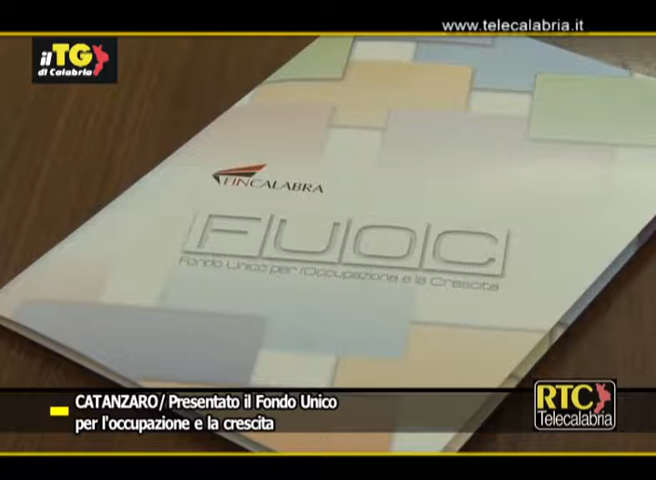 www.telecalabria.it
il TG
di Calabria
FINCALABRA
FUOC
Fondo Unico per l'Occupazione e la Crescita
CATANZARO/ Presentato il Fondo Unico
per l'occupazione e la crescita
RTC
Telecalabria